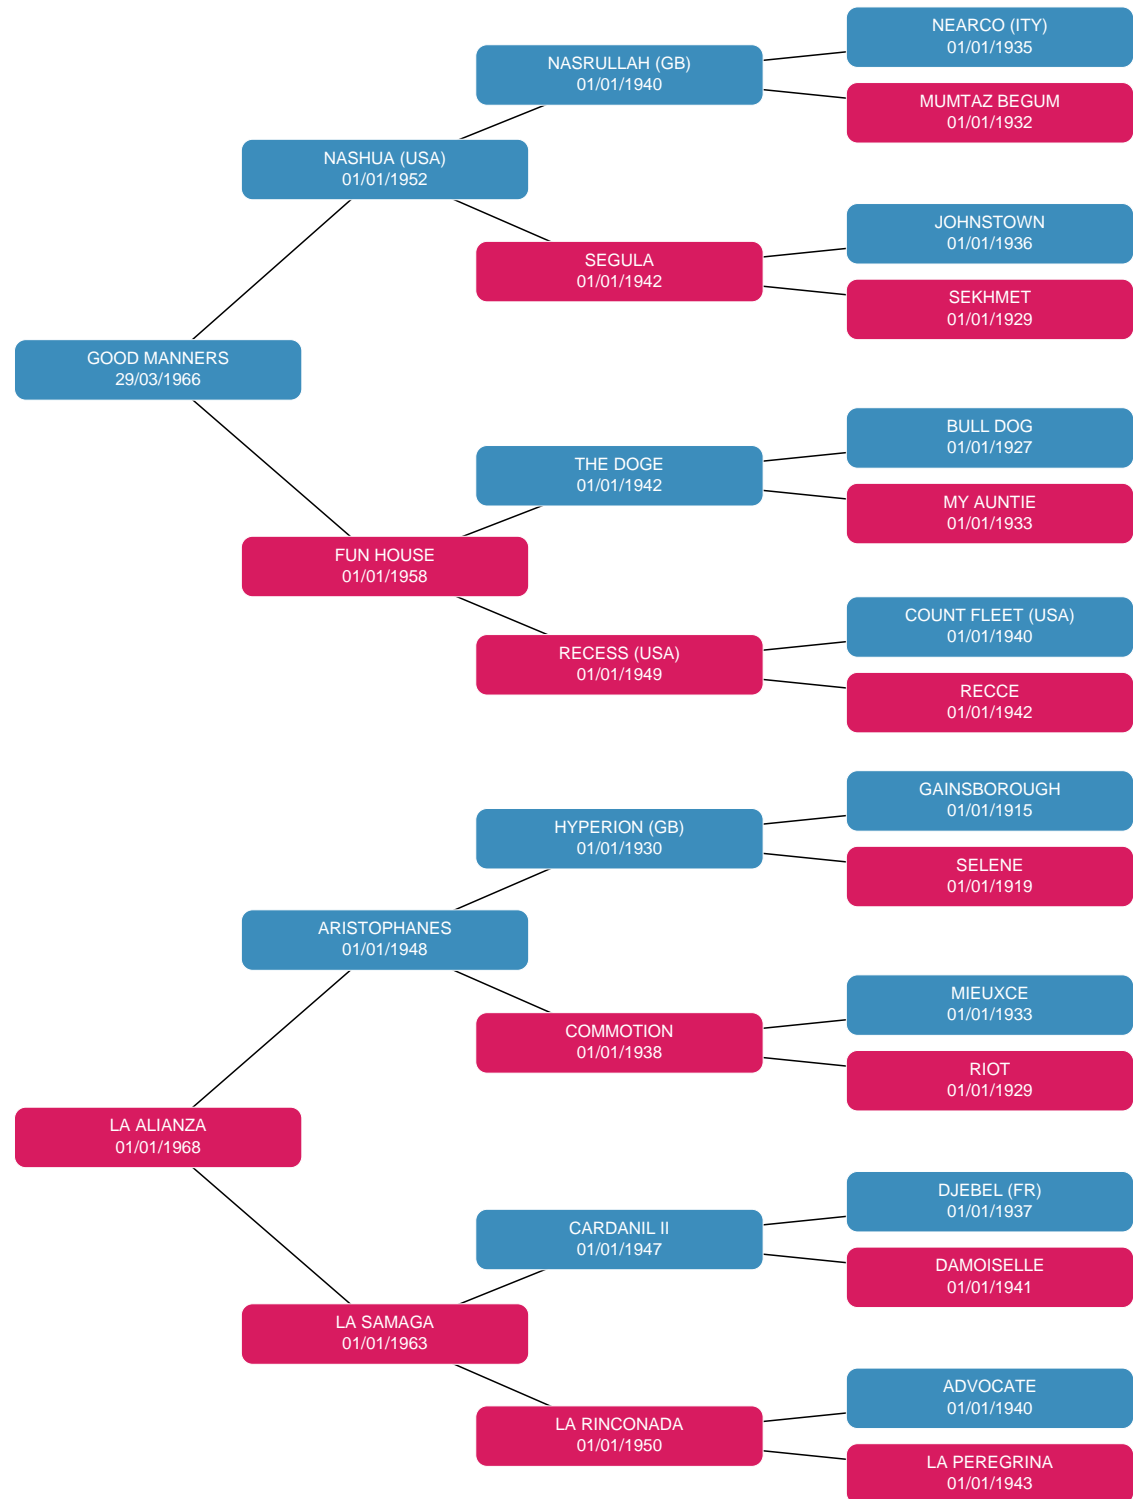 NEARCO (ITY)
01/01/1935
NASRULLAH (GB)
01/01/1940
MUMTAZ BEGUM
01/01/1932
NASHUA (USA)
01/01/1952
JOHNSTOWN
01/01/1936
SEGULA
01/01/1942
SEKHMET
01/01/1929
GOOD MANNERS
29/03/1966
BULL DOG
01/01/1927
THE DOGE
01/01/1942
MY AUNTIE
01/01/1933
FUN HOUSE
01/01/1958
COUNT FLEET (USA)
01/01/1940
RECESS (USA)
01/01/1949
RECCE
01/01/1942
GAINSBOROUGH
01/01/1915
HYPERION (GB)
01/01/1930
SELENE
01/01/1919
ARISTOPHANES
01/01/1948
MIEUXCE
01/01/1933
COMMOTION
01/01/1938
RIOT
01/01/1929
LA ALIANZA
01/01/1968
DJEBEL (FR)
01/01/1937
CARDANIL II
01/01/1947
DAMOISELLE
01/01/1941
LA SAMAGA
01/01/1963
ADVOCATE
01/01/1940
LA RINCONADA
01/01/1950
LA PEREGRINA
01/01/1943